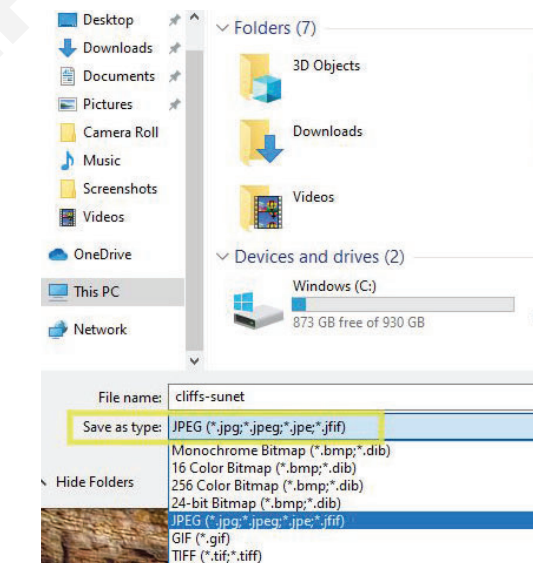 Desktop
Downloads
Documents
Pictures
Camera Roll
Music
Screenshots
Videos
OneDrive
This PC
Network
Folders (7)
3D Objects
Downloads
Videos
Devices and drives (2)
Windows (C:)
873 GB free of 930 GB
File name: cliffs-sunet
Save as type: JPEG (*.jpg;*.jpeg;*.jpe;*.jfif)
Monochrome Bitmap (*.bmp;*.dib)
16 Color Bitmap (*.bmp;*.dib)
256 Color Bitmap (*.bmp;*.dib)
24-bit Bitmap (*.bmp;*.dib)
JPEG (*.jpg;*.jpeg;*.jpe;*.jfif)
GIF (*.gif)
TIFF (*.tif;*.tiff)
Hide Folders